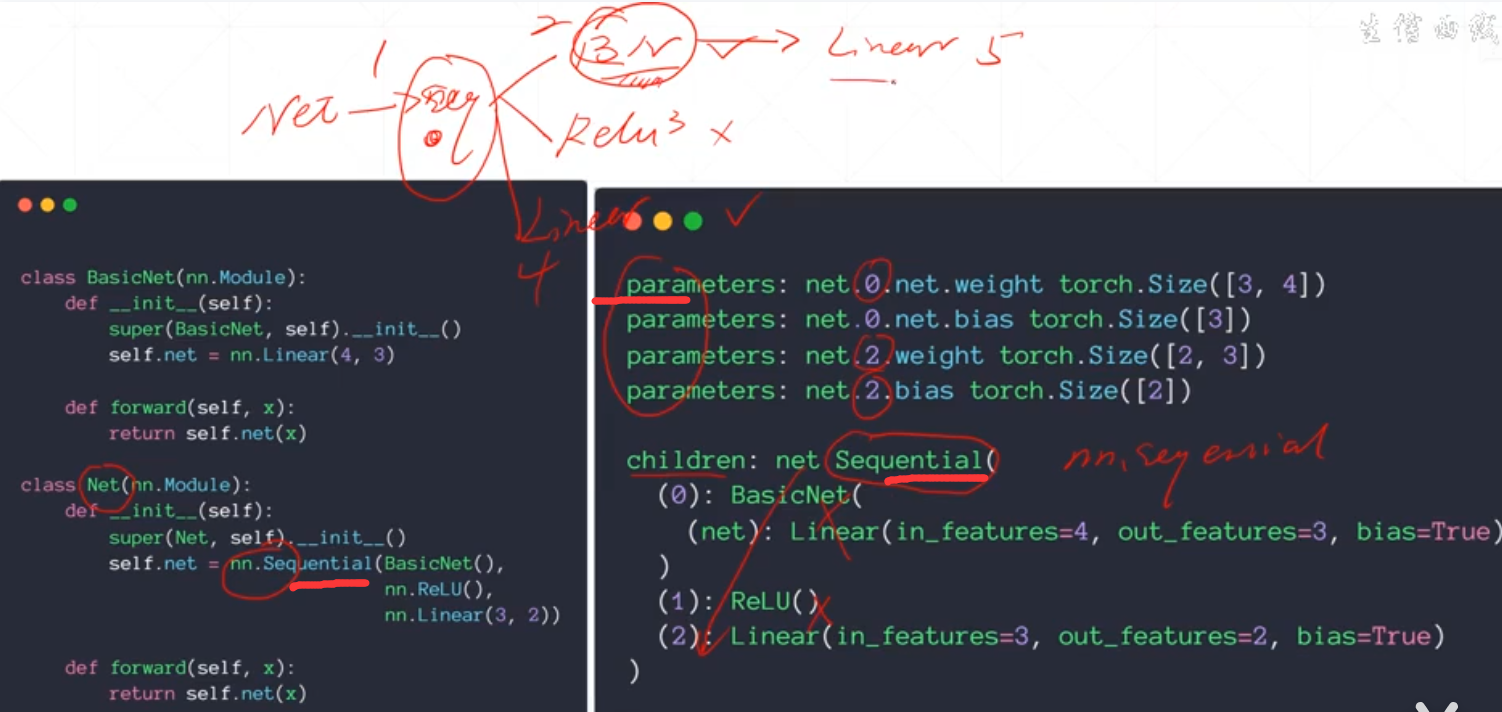 2
BN
Linear 5
1
Net
seq
Relu 3 x
Linear
4
class BasicNet(nn.Module):
def __init__(self):
super(BasicNet, self).__init__()
self.net = nn.Linear(4, 3)
def forward(self, x):
return self.net(x)
class Net(nn.Module):
def __init__(self):
super(Net, self).__init__()
self.net = nn.Sequential(BasicNet(),
nn.ReLU(),
nn.Linear(3, 2))
def forward(self, x):
return self.net(x)
parameters: net.0.net.weight torch.Size([3, 4])
parameters: net.0.net.bias torch.Size([3])
parameters: net.2.weight torch.Size([2, 3])
parameters: net.2.bias torch.Size([2])
children: net Sequential(
nn.seqessial
(0): BasicNet(
(net): Linear(in_features=4, out_features=3, bias=True)
)
(1): ReLU()
(2): Linear(in_features=3, out_features=2, bias=True)
)